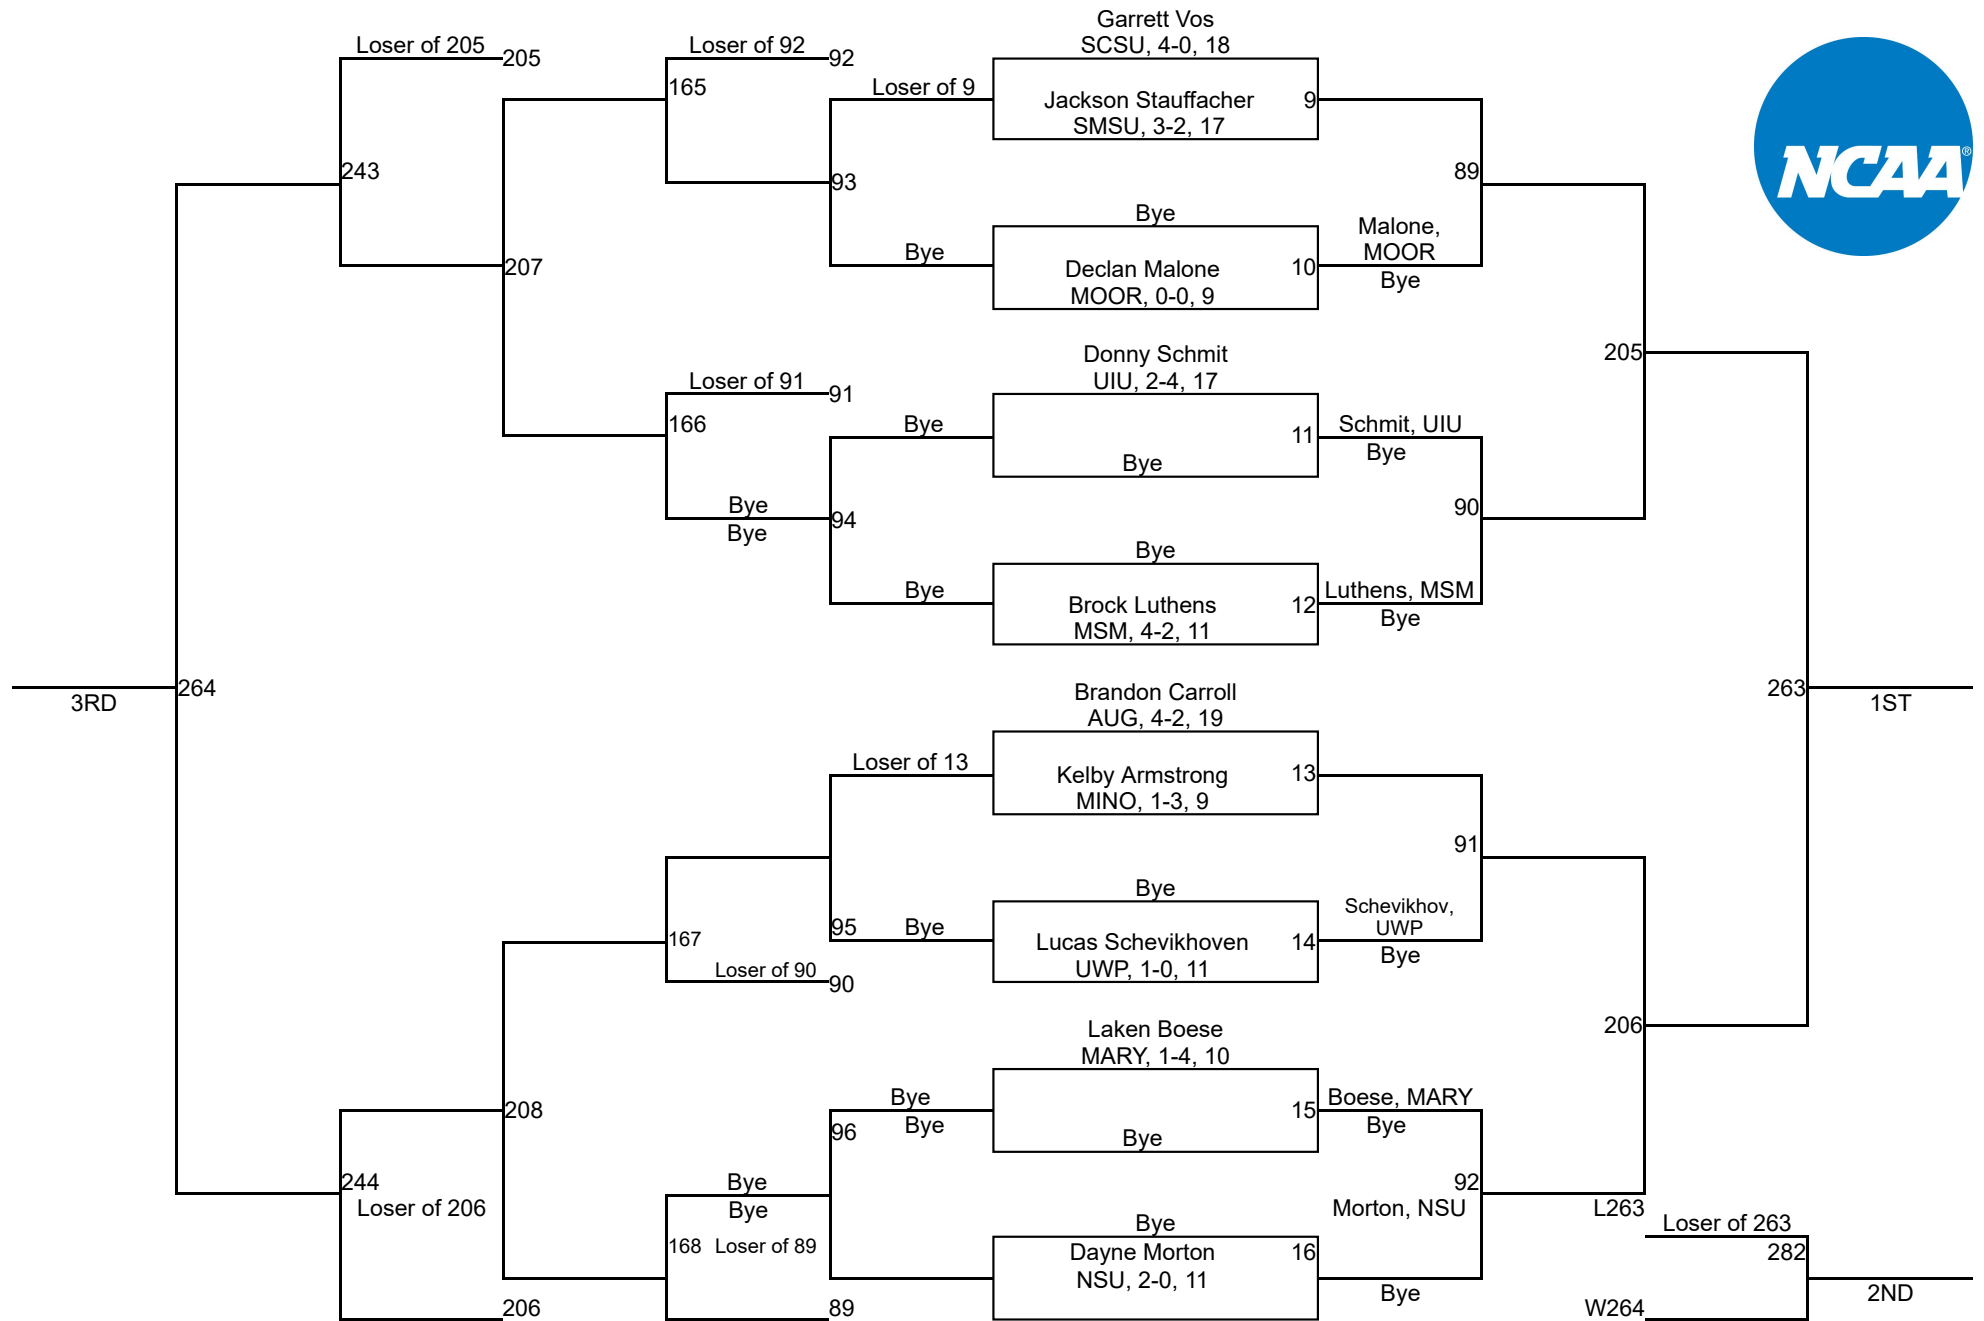 Garrett Vos
Loser of 205
Loser of 92
SCSU, 4-0, 18
205
92
165
Loser of 9
Jackson Stauffacher
9
SMSU, 3-2, 17
NCAA®
243
93
89
Bye
Malone,
MOOR
Bye
207
Declan Malone
10
Bye
MOOR, 0-0, 9
Donny Schmit
205
Loser of 91
UIU, 2-4, 17
91
166
Bye
11
Schmit, UIU
Bye
Bye
Bye
94
90
Bye
Bye
Bye
Brock Luthens
12
Luthens, MSM
Bye
MSM, 4-2, 11
3RD
264
Brandon Carroll
263
1ST
AUG, 4-2, 19
Loser of 13
Kelby Armstrong
13
MINO, 1-3, 9
91
Bye
Schevikhov,
UWP
167
95
Bye
Lucas Schevikhoven
14
Bye
UWP, 1-0, 11
Loser of 90
90
Laken Boese
206
MARY, 1-4, 10
208
Bye
Bye
96
15
Boese, MARY
Bye
Bye
244
Bye
92
Loser of 206
Bye
Morton, NSU
L263
Bye
Loser of 263
168
Loser of 89
Dayne Morton
16
282
NSU, 2-0, 11
Bye
2ND
206
89
W264